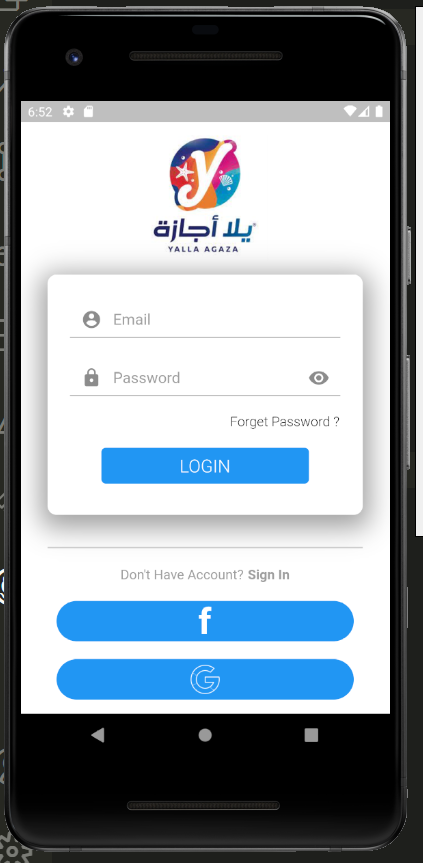 6:52
y
يلا أجازة
YALLA AGAZA
Email
Password
Forget Password ?
LOGIN
Don't Have Account? Sign In
f
G